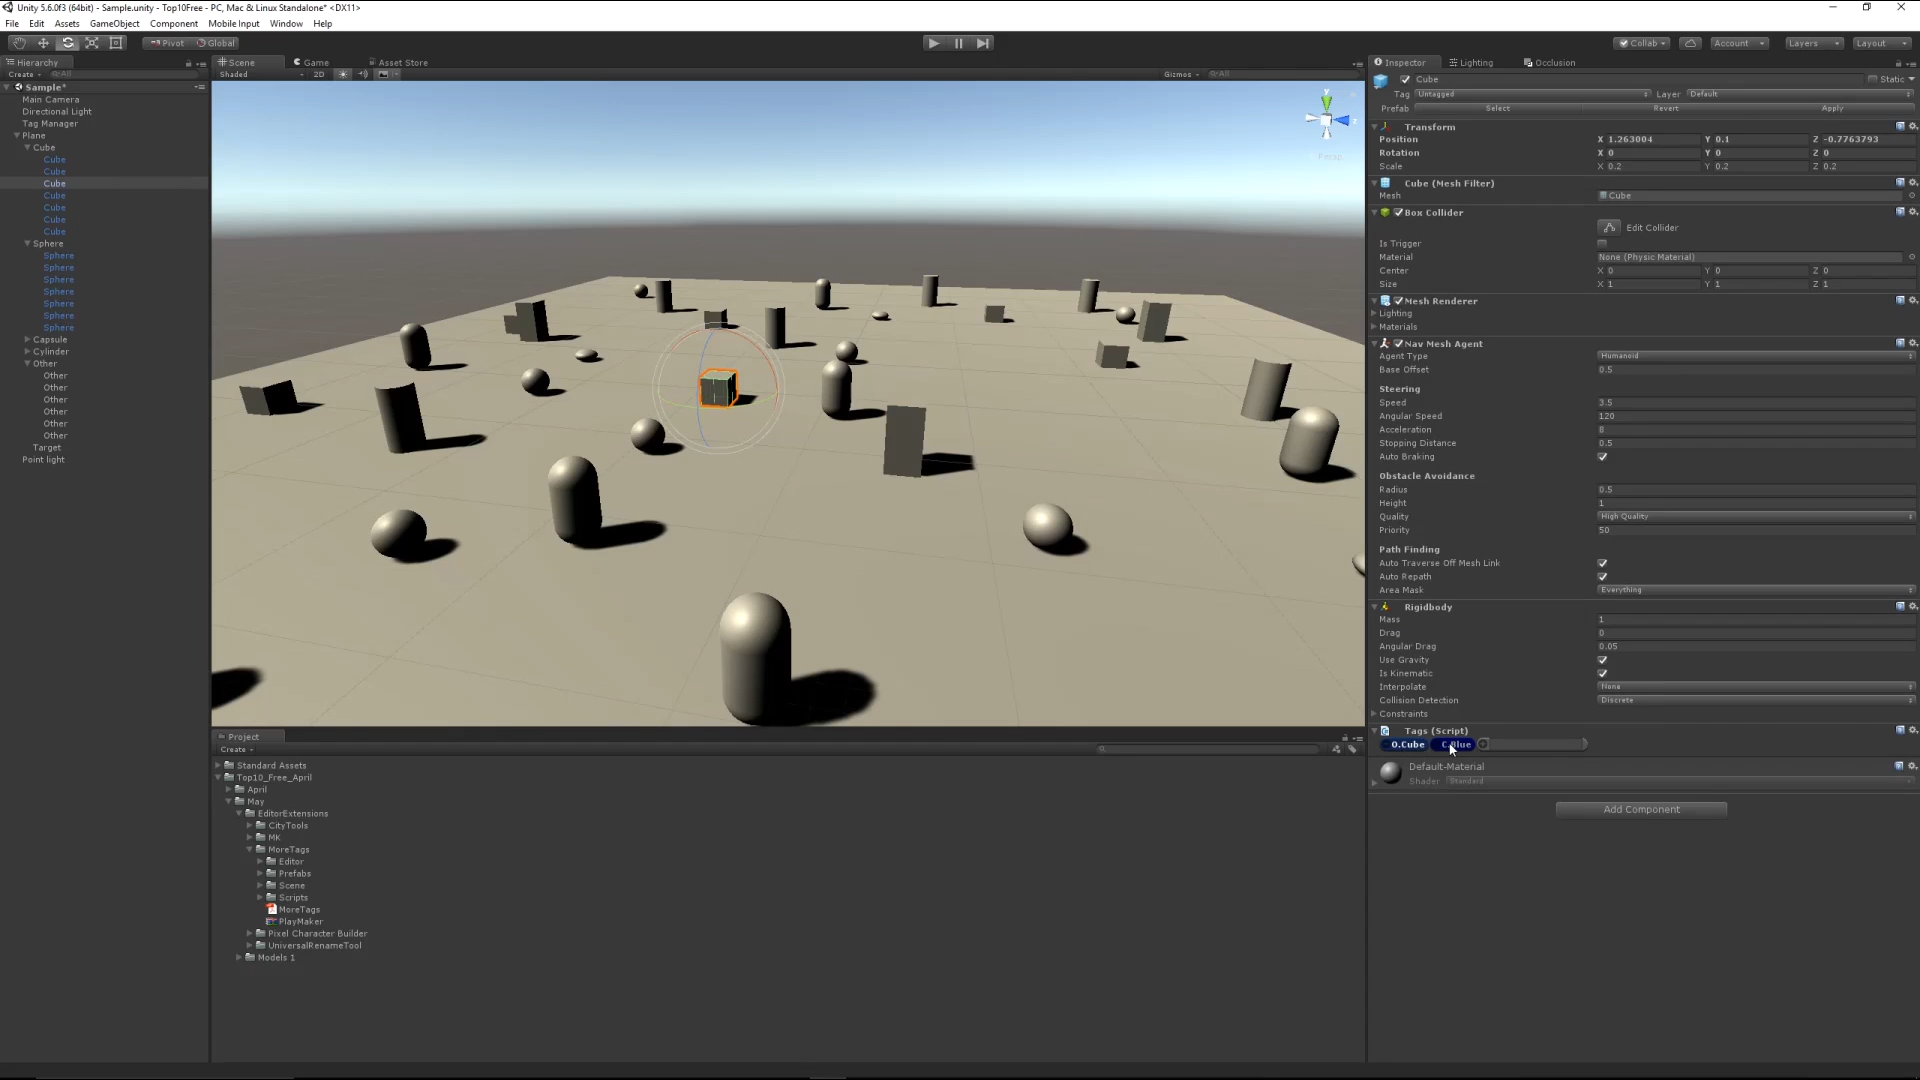 Unity 5.6.0f3 (64bit) - Sample.unity - Top10Free - PC, Mac & Linux Standalone* <DX11>
File Edit Assets GameObject Component Mobile Input Window Help
Pivot Global Collab Account Layers Layout
Hierarchy
Create All
Sample*
Main Camera
Directional Light
Tag Manager
Plane
Cube
Cube
Cube
Cube
Cube
Cube
Cube
Cube
Sphere
Sphere
Sphere
Sphere
Sphere
Sphere
Sphere
Sphere
Capsule
Cylinder
Other
Other
Other
Other
Other
Other
Other
Target
Point light
Scene Game Asset Store
Shaded 2D Gizmos All
y
z
Persp
Project
Create
Standard Assets
Top10_Free_April
April
May
EditorExtensions
CityTools
MK
MoreTags
Editor
Prefabs
Scene
Scripts
MoreTags
PlayMaker
Pixel Character Builder
UniversalRenameTool
Models 1
Inspector Lighting Occlusion
Cube Static
Tag Untagged Layer Default
Prefab Select Revert Apply
Transform
Position X 1.263004 Y 0.1 Z -0.7763793
Rotation X 0 Y 0 Z 0
Scale X 0.2 Y 0.2 Z 0.2
Cube (Mesh Filter)
Mesh Cube
Box Collider
Edit Collider
Is Trigger
Material None (Physic Material)
Center X 0 Y 0 Z 0
Size X 1 Y 1 Z 1
Mesh Renderer
Lighting
Materials
Nav Mesh Agent
Agent Type Humanoid
Base Offset 0.5
Steering
Speed 3.5
Angular Speed 120
Acceleration 8
Stopping Distance 0.5
Auto Braking
Obstacle Avoidance
Radius 0.5
Height 1
Quality High Quality
Priority 50
Path Finding
Auto Traverse Off Mesh Link
Auto Repath
Area Mask Everything
Rigidbody
Mass 1
Drag 0
Angular Drag 0.05
Use Gravity
Is Kinematic
Interpolate None
Collision Detection Discrete
Constraints
Tags (Script)
O.Cube C.Blue
Default-Material
Shader Standard
Add Component